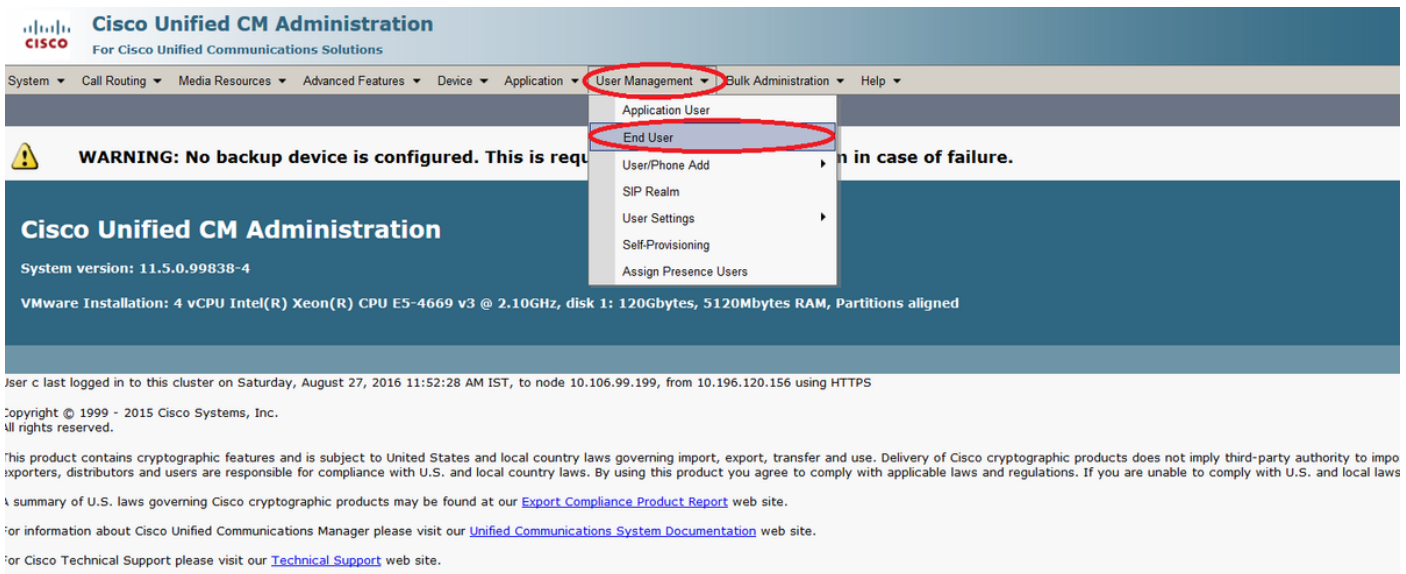 CISCO
Cisco Unified CM Administration
For Cisco Unified Communications Solutions
System Call Routing Media Resources Advanced Features Device Application User Management Bulk Administration Help
Application User
End User
User/Phone Add
SIP Realm
User Settings
Self-Provisioning
Assign Presence Users
WARNING: No backup device is configured. This is requ n in case of failure.
Cisco Unified CM Administration
System version: 11.5.0.99838-4
VMware Installation: 4 vCPU Intel(R) Xeon(R) CPU E5-4669 v3 @ 2.10GHz, disk 1: 120Gbytes, 5120Mbytes RAM, Partitions aligned
User c last logged in to this cluster on Saturday, August 27, 2016 11:52:28 AM IST, to node 10.106.99.199, from 10.196.120.156 using HTTPS
Copyright © 1999 - 2015 Cisco Systems, Inc.
All rights reserved.
This product contains cryptographic features and is subject to United States and local country laws governing import, export, transfer and use. Delivery of Cisco cryptographic products does not imply third-party authority to impo
exporters, distributors and users are responsible for compliance with U.S. and local country laws. By using this product you agree to comply with applicable laws and regulations. If you are unable to comply with U.S. and local laws
A summary of U.S. laws governing Cisco cryptographic products may be found at our Export Compliance Product Report web site.
For information about Cisco Unified Communications Manager please visit our Unified Communications System Documentation web site.
For Cisco Technical Support please visit our Technical Support web site.